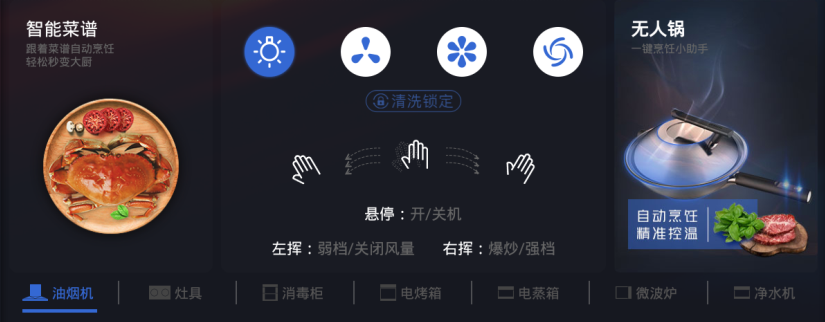 智能菜谱
跟着菜谱自动烹饪
轻松秒变大厨
清洗锁定
悬停：开/关机
左挥：弱档/关闭风量
右挥：爆炒/强档
无人锅
一键烹饪小助手
自动烹饪
精准控温
油烟机
灶具
消毒柜
电烤箱
电蒸箱
微波炉
净水机